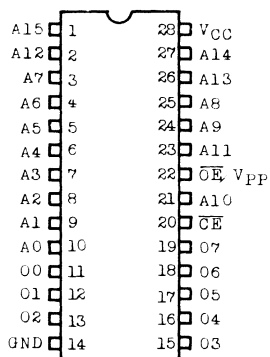 A15 1 28 VCC
A12 2 27 A14
A7 3 26 A13
A6 4 25 A8
A5 5 24 A9
A4 6 23 A11
A3 7 22 OE, VPP
A2 8 21 A10
A1 9 20 CE
A0 10 19 O7
O0 11 18 O6
O1 12 17 O5
O2 13 16 O4
GND 14 15 O3